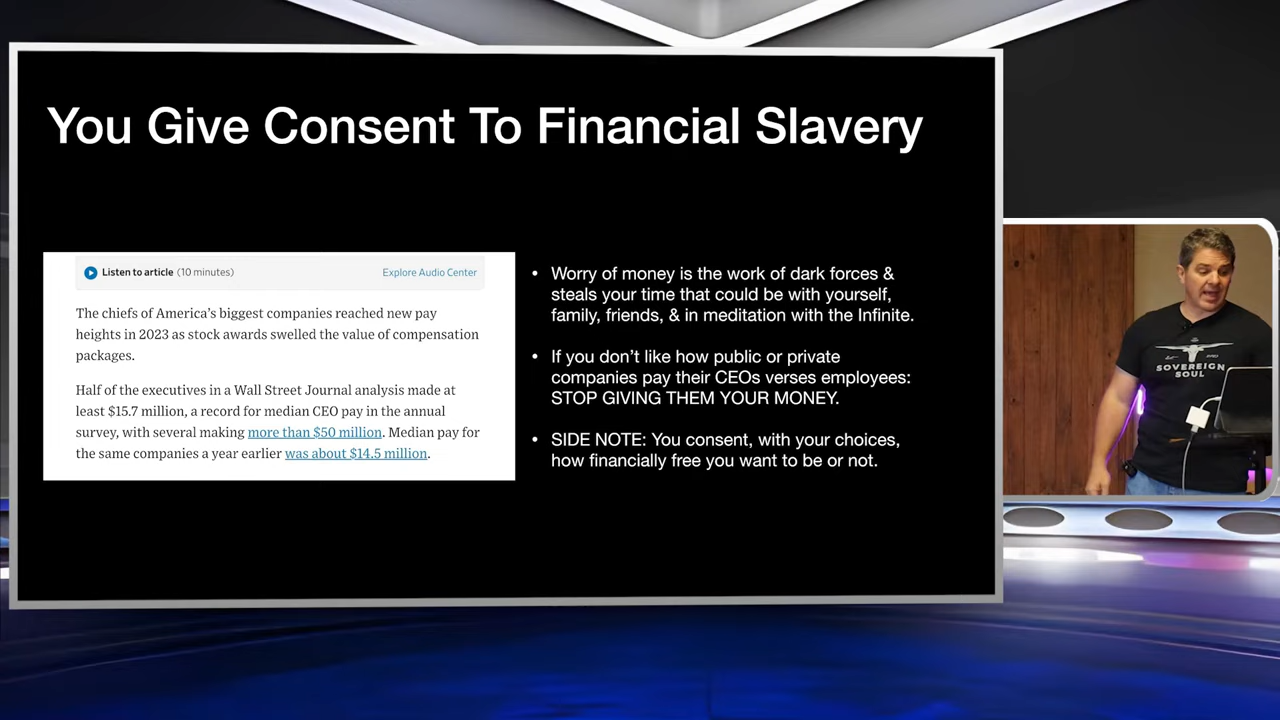 You Give Consent To Financial Slavery
Listen to article (10 minutes)
Explore Audio Center
The chiefs of America's biggest companies reached new pay
heights in 2023 as stock awards swelled the value of compensation
packages.
Half of the executives in a Wall Street Journal analysis made at
least $15.7 million, a record for median CEO pay in the annual
survey, with several making more than $50 million. Median pay for
the same companies a year earlier was about $14.5 million.
• Worry of money is the work of dark forces &
steals your time that could be with yourself,
family, friends, & in meditation with the Infinite.
• If you don't like how public or private
companies pay their CEOs verses employees:
STOP GIVING THEM YOUR MONEY.
• SIDE NOTE: You consent, with your choices,
how financially free you want to be or not.
SOVEREIGN
SOUL